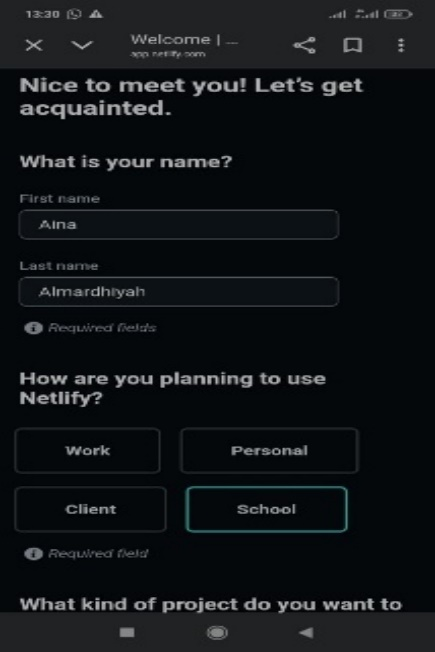 13:30
Welcome | ...
app.netlify.com
Nice to meet you! Let's get
acquainted.
What is your name?
First name
Aina
Last name
Almardhiyah
Required fields
How are you planning to use
Netlify?
Work Personal
Client School
Required field
What kind of project do you want to